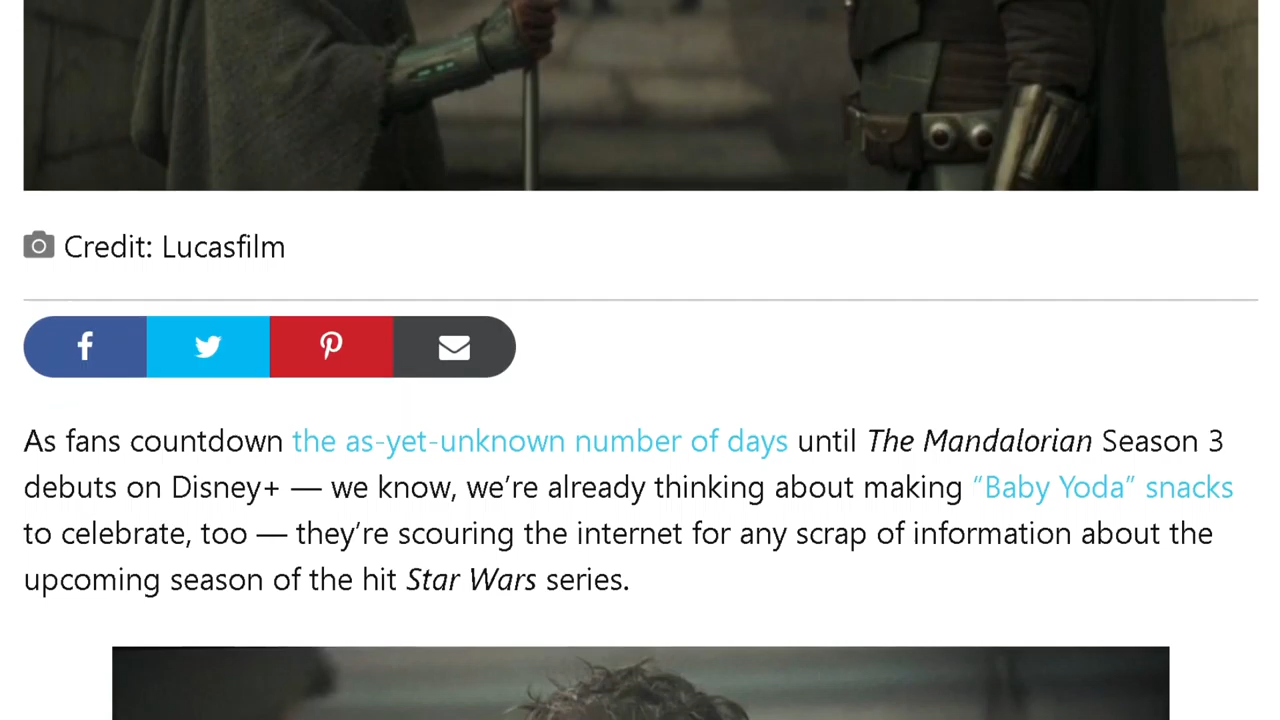 Credit: Lucasfilm
As fans countdown the as-yet-unknown number of days until The Mandalorian Season 3
debuts on Disney+ — we know, we’re already thinking about making “Baby Yoda” snacks
to celebrate, too — they’re scouring the internet for any scrap of information about the
upcoming season of the hit Star Wars series.